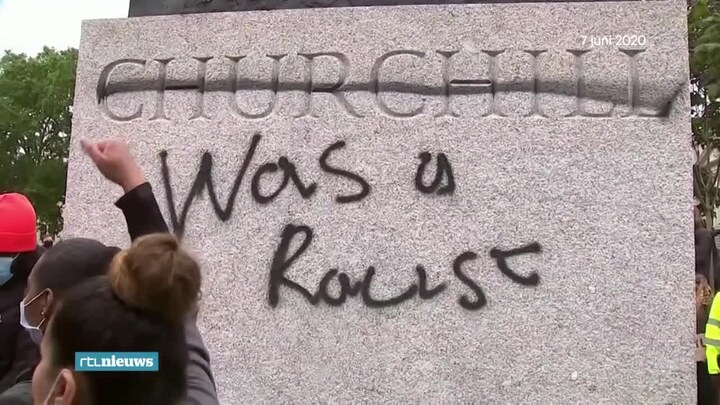 7 juni 2020
CHURCHILL
Was a
Racist
rtlnieuws